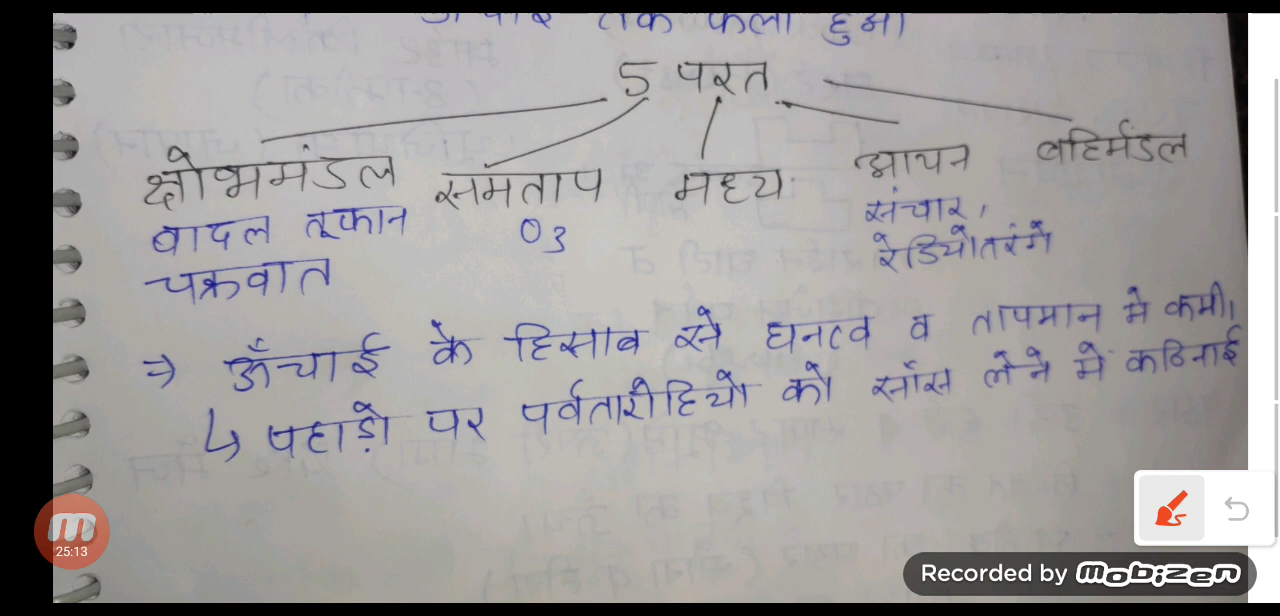 ऊँचाई तक फैला हुआ
5 परत
क्षोभमंडल समताप मध्य आयन बहिर्मंडल
बादल तूफान O3 संचार,
चक्रवात रेडियो तरंगे
⇒ ऊँचाई के हिसाब से घनत्व व तापमान मे कमी।
↳ पहाड़ो पर पर्वतारोहियो को साँस लेने मे कठिनाई
25:13
Recorded by mobizen